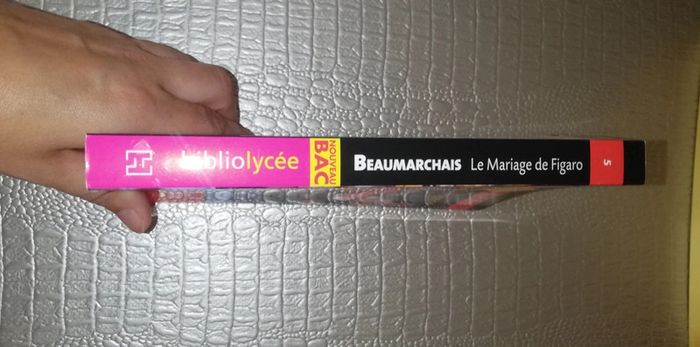 bibliolycée
NOUVEAU
BAC
BEAUMARCHAIS Le Mariage de Figaro
5